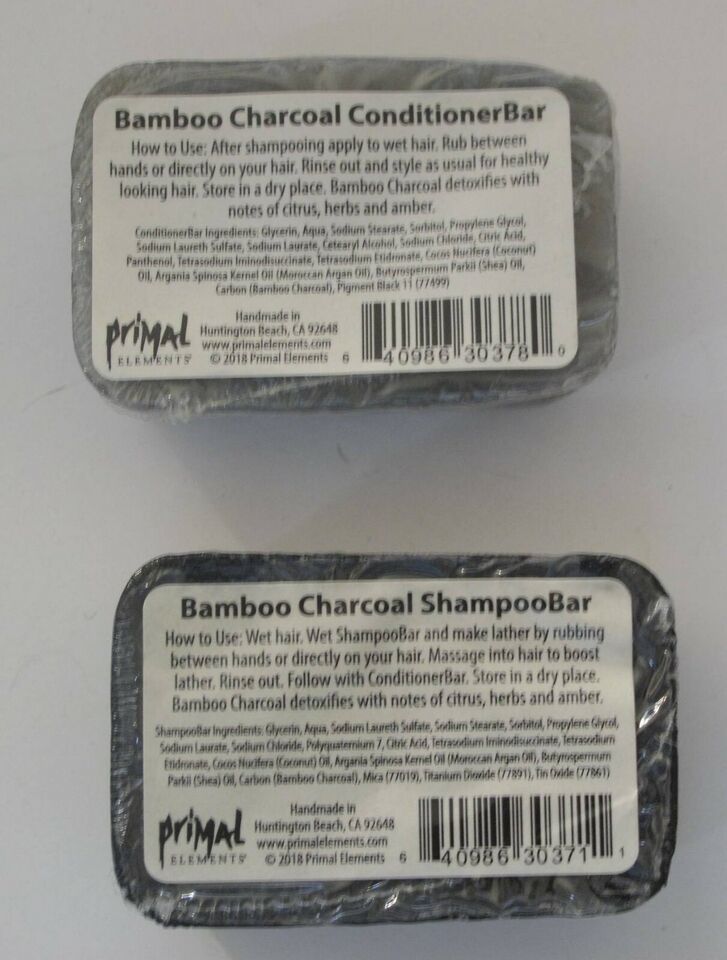 Bamboo Charcoal ConditionerBar
How to Use: After shampooing apply to wet hair. Rub between
hands or directly on your hair. Rinse out and style as usual for healthy
looking hair. Store in a dry place. Bamboo Charcoal detoxifies with
notes of citrus, herbs and amber.
ConditionerBar Ingredients: Glycerin, Aqua, Sodium Stearate, Sorbitol, Propylene Glycol,
Sodium Laureth Sulfate, Sodium Laurate, Cetearyl Alcohol, Sodium Chloride, Citric Acid,
Panthenol, Tetrasodium Iminodisuccinate, Tetrasodium Etidronate, Cocos Nucifera (Coconut)
Oil, Argania Spinosa Kernel Oil (Moroccan Argan Oil), Butyrospermum Parkii (Shea) Oil,
Carbon (Bamboo Charcoal), Pigment Black 11 (77499)
priMAL
ELEMENTS
Handmade in
Huntington Beach, CA 92648
www.primalelements.com
© 2018 Primal Elements
6 40986 30378 0
Bamboo Charcoal ShampooBar
How to Use: Wet hair. Wet ShampooBar and make lather by rubbing
between hands or directly on your hair. Massage into hair to boost
lather. Rinse out. Follow with ConditionerBar. Store in a dry place.
Bamboo Charcoal detoxifies with notes of citrus, herbs and amber.
ShampooBar Ingredients: Glycerin, Aqua, Sodium Laureth Sulfate, Sodium Stearate, Sorbitol, Propylene Glycol,
Sodium Laurate, Sodium Chloride, Polyquaternium 7, Citric Acid, Tetrasodium Iminodisuccinate, Tetrasodium
Etidronate, Cocos Nucifera (Coconut) Oil, Argania Spinosa Kernel Oil (Moroccan Argan Oil), Butyrospermum
Parkii (Shea) Oil, Carbon (Bamboo Charcoal), Mica (77019), Titanium Dioxide (77891), Tin Oxide (77861)
priMAL
ELEMENTS
Handmade in
Huntington Beach, CA 92648
www.primalelements.com
© 2018 Primal Elements
6 40986 30371 1